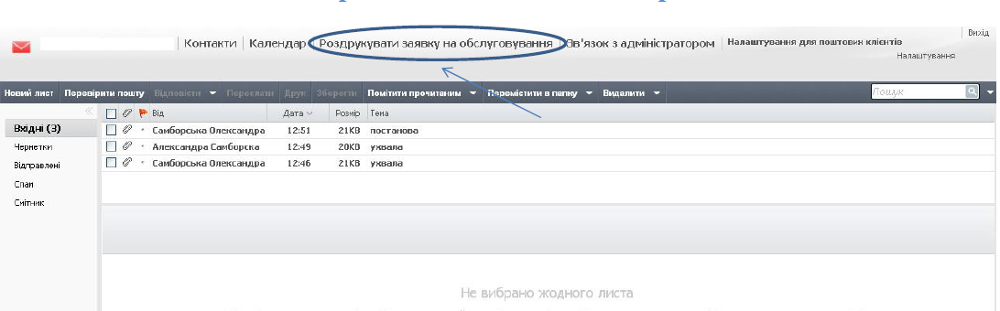 Контакти | Календар | Роздрукувати заявку на обслуговування | Зв'язок з адміністратором | Налаштування для поштових клієнтів | Вихід
Налаштування
Новий лист Перевірити пошту Відповісти Переслати Друк Зберегти Помітити прочитаним Перемістити в папку Видалити Пошук
Від Дата Розмір Тема
Вхідні (3)
Самборська Олександра 12:51 21KB постанова
Чернетки
Александра Самборска 12:49 20KB ухвала
Відправлені
Самборська Олександра 12:46 21KB ухвала
Спам
Смітник
Не вибрано жодного листа